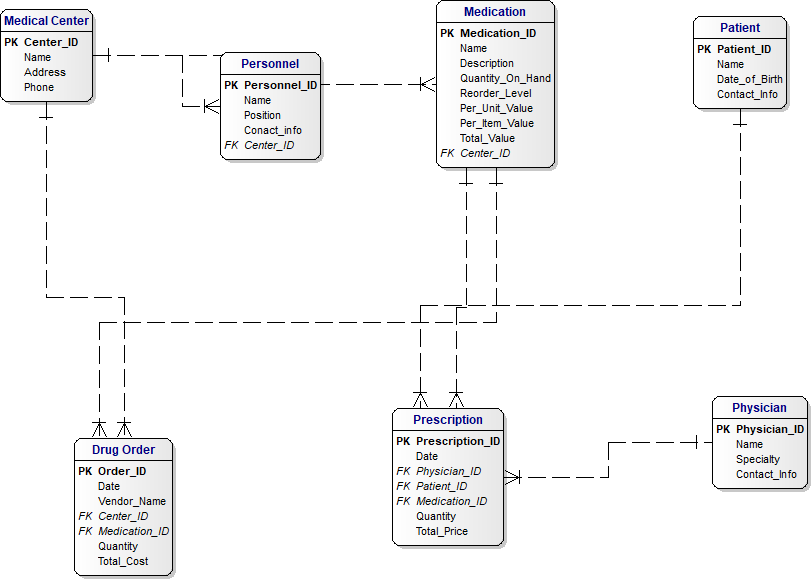 Medical Center
PK Center_ID
Name
Address
Phone
Personnel
PK Personnel_ID
Name
Position
Conact_info
FK Center_ID
Medication
PK Medication_ID
Name
Description
Quantity_On_Hand
Reorder_Level
Per_Unit_Value
Per_Item_Value
Total_Value
FK Center_ID
Patient
PK Patient_ID
Name
Date_of_Birth
Contact_Info
Drug Order
PK Order_ID
Date
Vendor_Name
FK Center_ID
FK Medication_ID
Quantity
Total_Cost
Prescription
PK Prescription_ID
Date
FK Physician_ID
FK Patient_ID
FK Medication_ID
Quantity
Total_Price
Physician
PK Physician_ID
Name
Specialty
Contact_Info